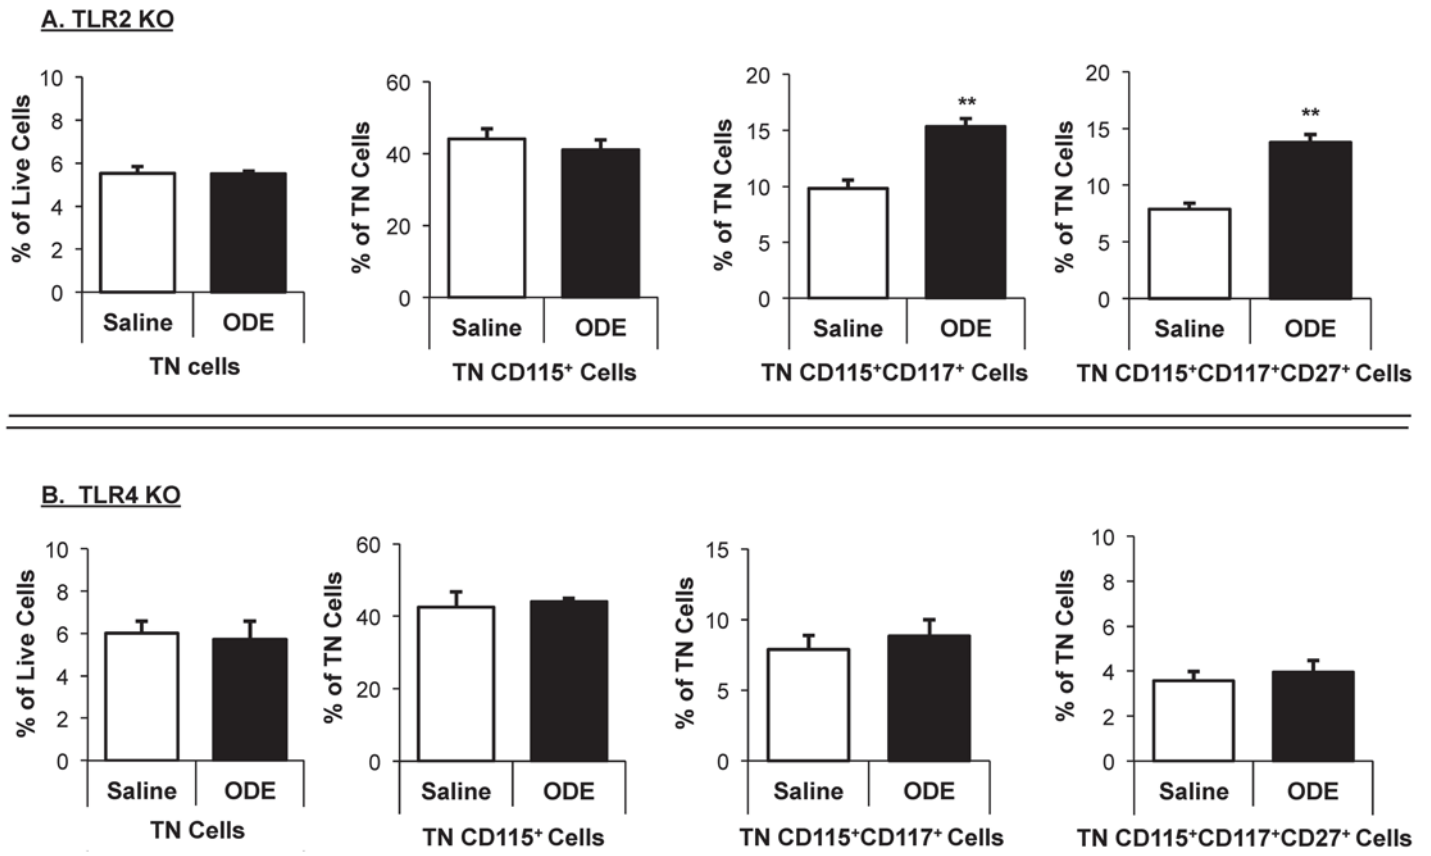 A. TLR2 KO
% of Live Cells
10
8
6
4
2
0
Saline ODE
TN cells
% of TN Cells
60
40
20
0
Saline ODE
TN CD115⁺ Cells
% of TN Cells
20
15
10
5
0
**
Saline ODE
TN CD115⁺CD117⁺ Cells
% of TN Cells
20
15
10
5
0
**
Saline ODE
TN CD115⁺CD117⁺CD27⁺ Cells
B. TLR4 KO
% of Live Cells
10
8
6
4
2
0
Saline ODE
TN Cells
% of TN Cells
60
40
20
0
Saline ODE
TN CD115⁺ Cells
% of TN Cells
15
10
5
0
Saline ODE
TN CD115⁺CD117⁺ Cells
% of TN Cells
10
8
6
4
2
0
Saline ODE
TN CD115⁺CD117⁺CD27⁺ Cells